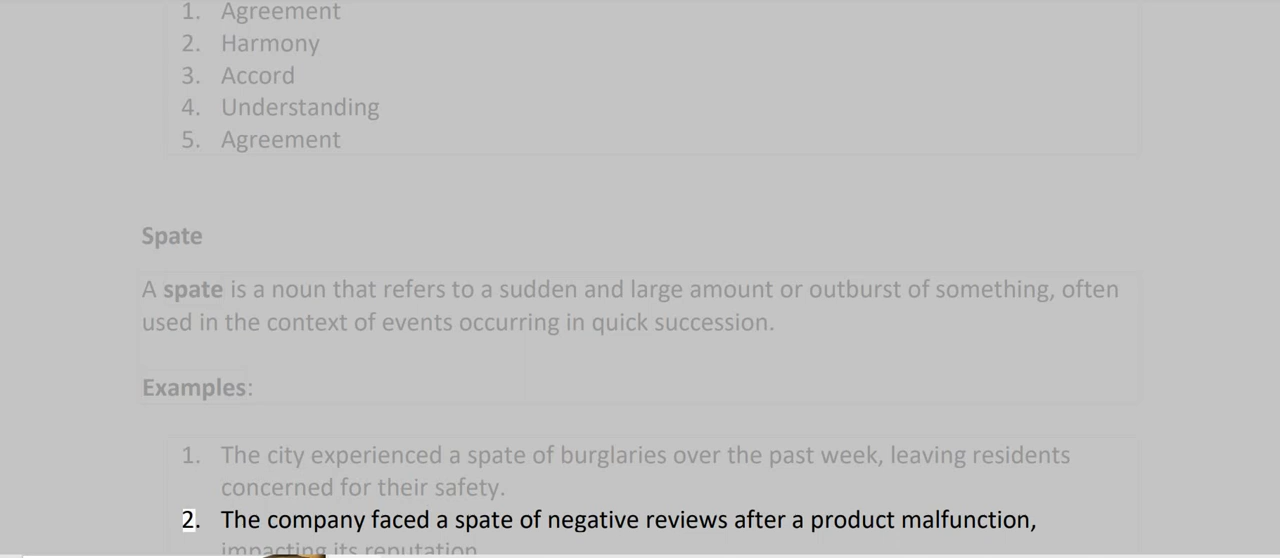 1. Agreement
2. Harmony
3. Accord
4. Understanding
5. Agreement
Spate
A spate is a noun that refers to a sudden and large amount or outburst of something, often
used in the context of events occurring in quick succession.
Examples:
1. The city experienced a spate of burglaries over the past week, leaving residents
concerned for their safety.
2. The company faced a spate of negative reviews after a product malfunction,
impacting its reputation